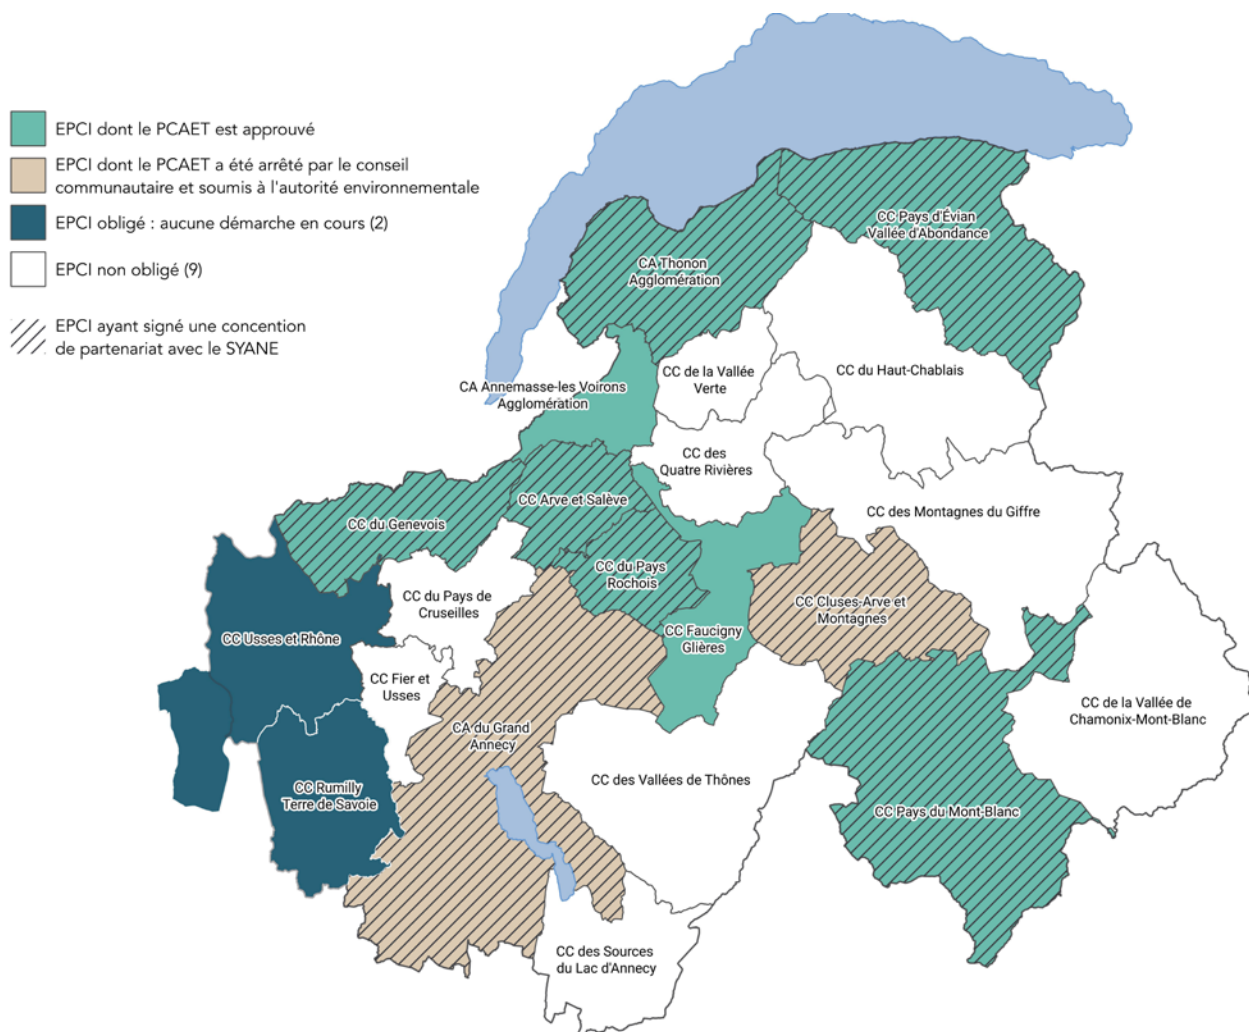 EPCI dont le PCAET est approuvé
EPCI dont le PCAET a été arrêté par le conseil
communautaire et soumis à l'autorité environnementale
EPCI obligé : aucune démarche en cours (2)
EPCI non obligé (9)
EPCI ayant signé une concention
de partenariat avec le SYANE
CC Pays d'Évian
Vallée d'Abondance
CA Thonon
Agglomération
CC de la Vallée
Verte
CC du Haut-Chablais
CA Annemasse-les Voirons
Agglomération
CC des
Quatre Rivières
CC Arve et Salève
CC des Montagnes du Giffre
CC du Genevois
CC du Pays
Rochois
CC du Pays de
Cruseilles
CC Cluses-Arve et
Montagnes
CC Usses et Rhône
CC Faucigny
Glières
CC Fier et
Usses
CC de la Vallée de
Chamonix-Mont-Blanc
CA du Grand
Annecy
CC des Vallées de Thônes
CC Rumilly
Terre de Savoie
CC Pays du Mont-Blanc
CC des Sources
du Lac d'Annecy